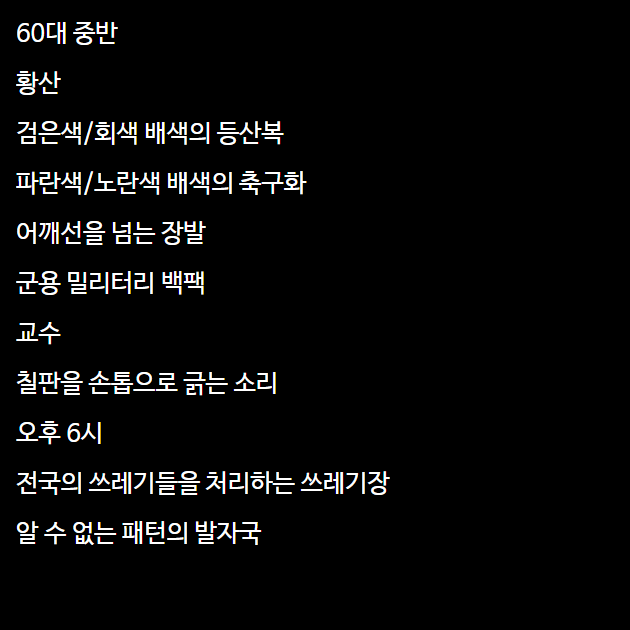 60대 중반
황산
검은색/회색 배색의 등산복
파란색/노란색 배색의 축구화
어깨선을 넘는 장발
군용 밀리터리 백팩
교수
칠판을 손톱으로 긁는 소리
오후 6시
전국의 쓰레기들을 처리하는 쓰레기장
알 수 없는 패턴의 발자국